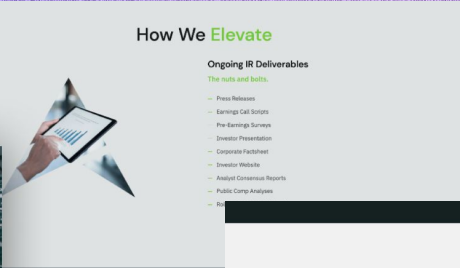 How We Elevate
Ongoing IR Deliverables
The nuts and bolts.
– Press Releases
– Earnings Call Scripts
Pre-Earnings Surveys
– Investor Presentation
– Corporate Factsheet
– Investor Website
– Analyst Consensus Reports
– Public Comp Analyses
–